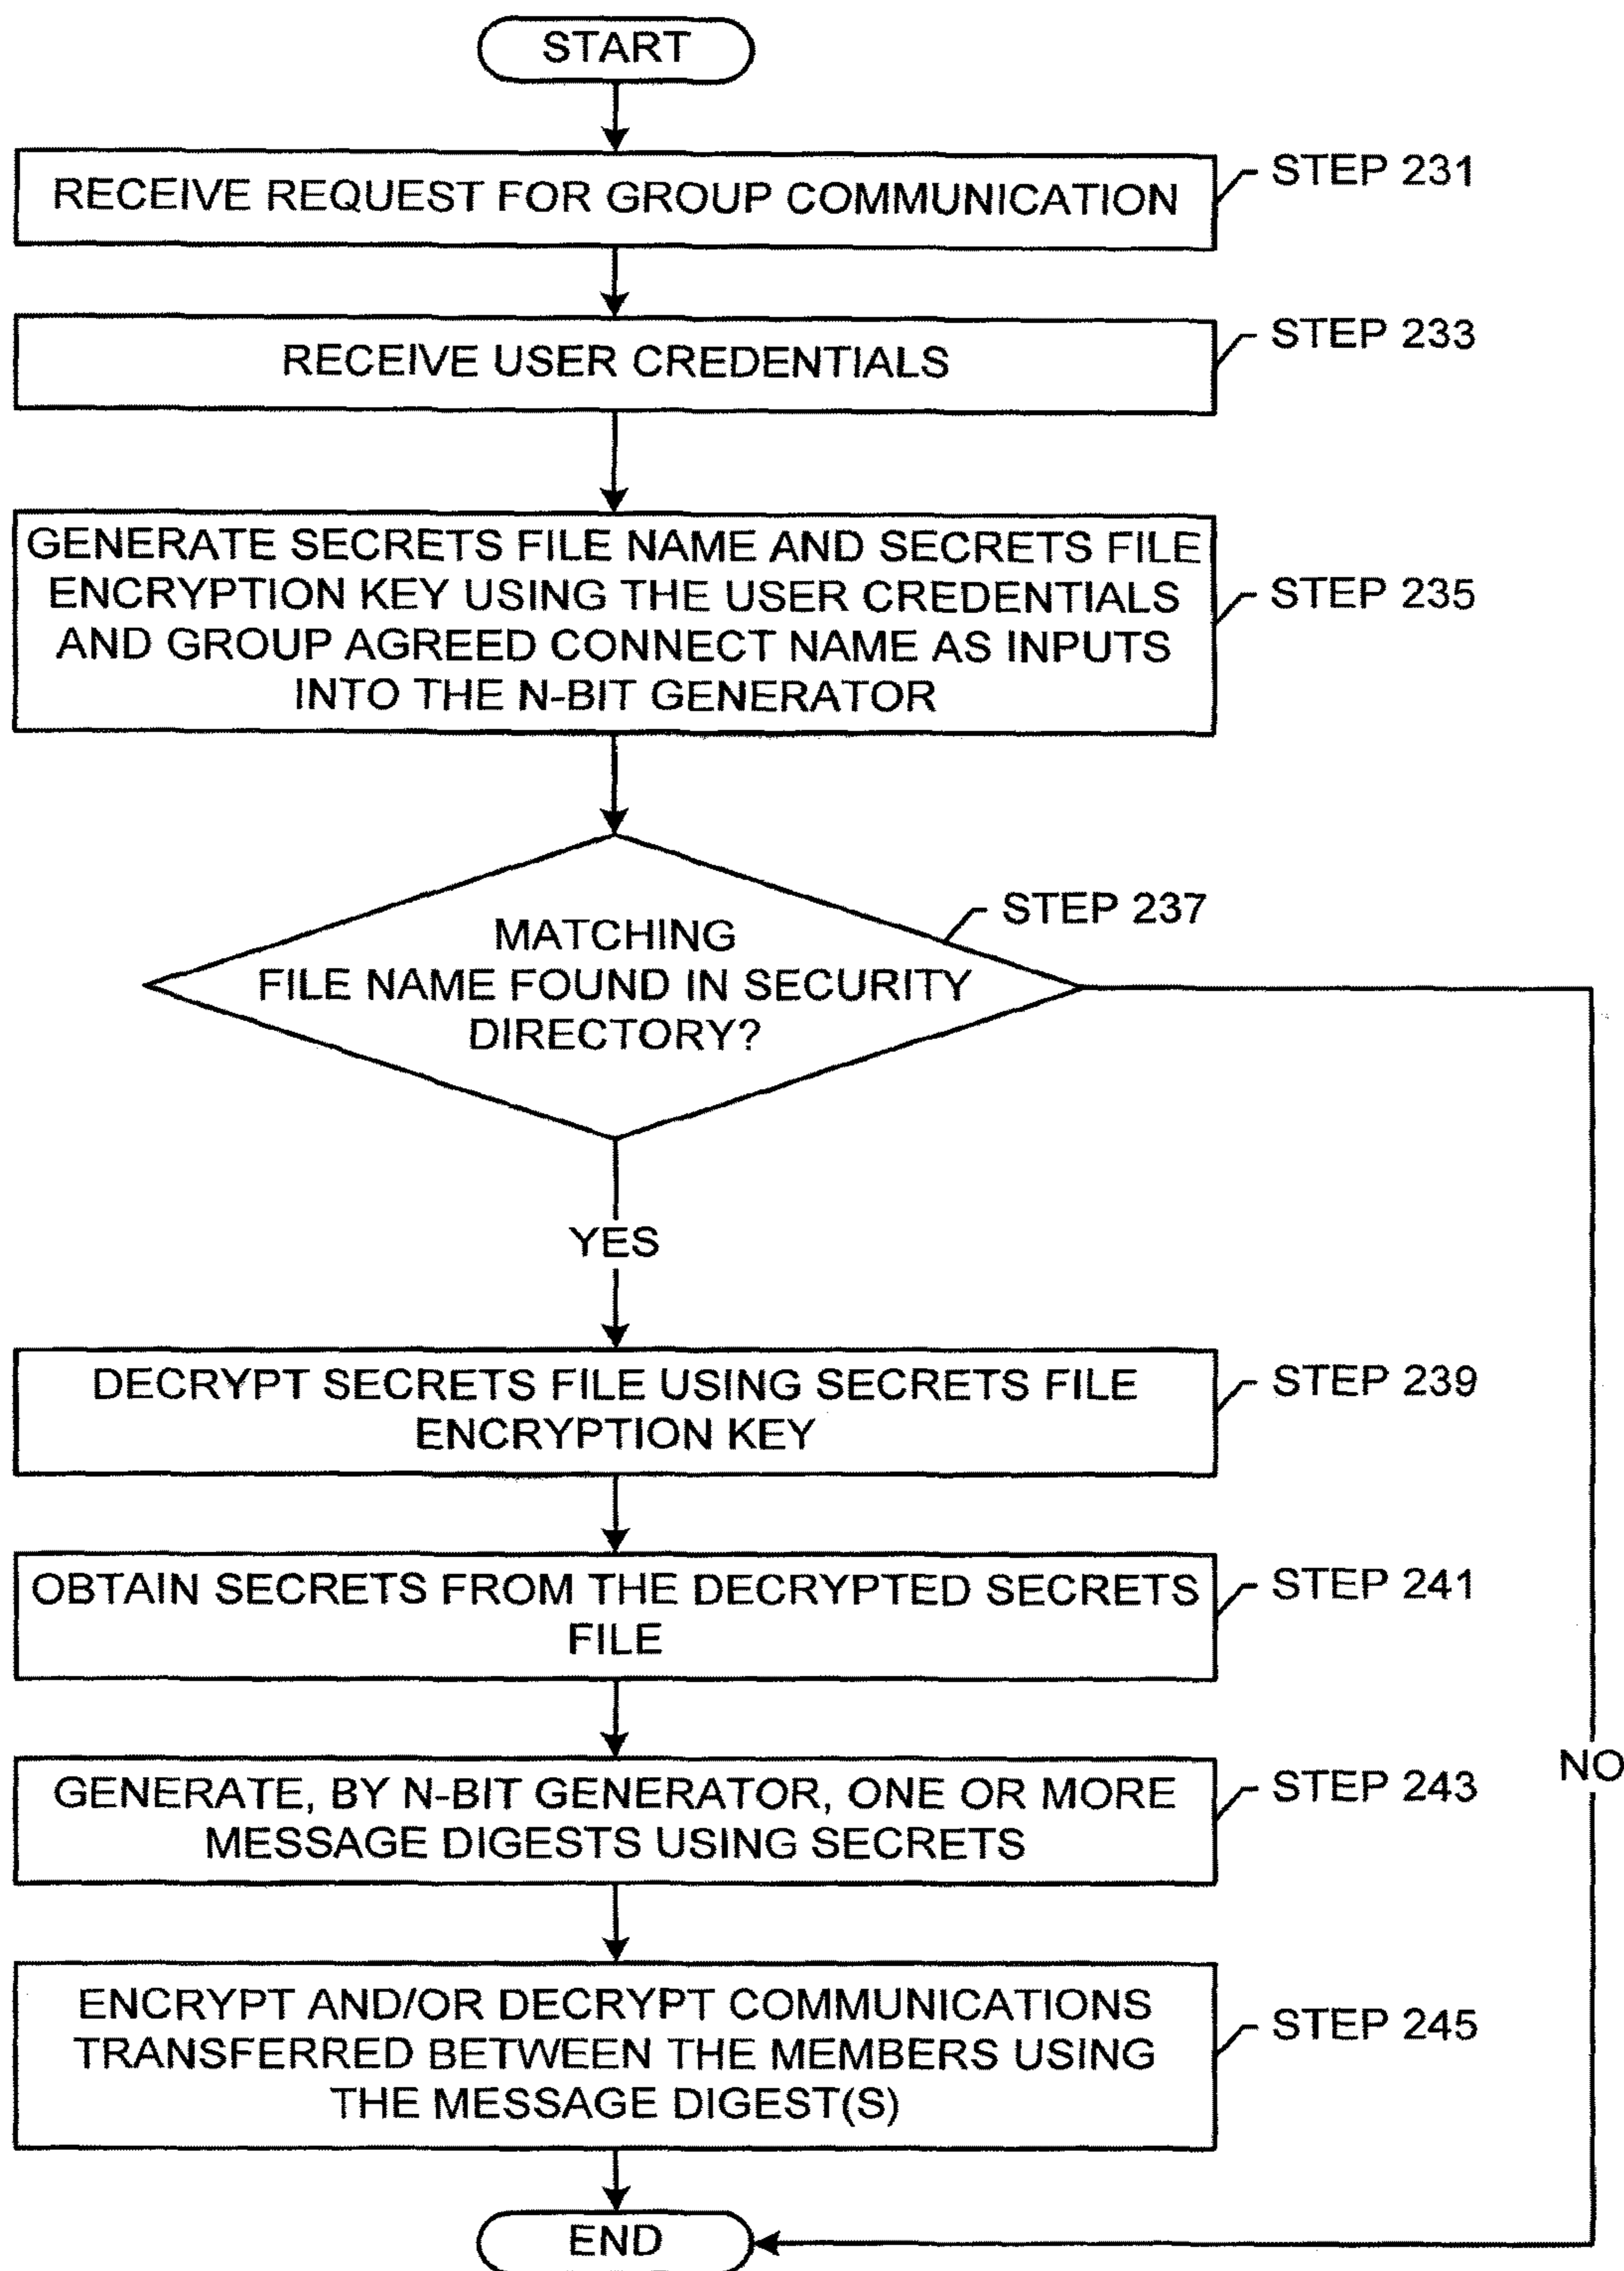 START
RECEIVE REQUEST FOR GROUP COMMUNICATION
STEP 231
RECEIVE USER CREDENTIALS
STEP 233
GENERATE SECRETS FILE NAME AND SECRETS FILE
ENCRYPTION KEY USING THE USER CREDENTIALS
AND GROUP AGREED CONNECT NAME AS INPUTS
INTO THE N-BIT GENERATOR
STEP 235
MATCHING
FILE NAME FOUND IN SECURITY
DIRECTORY?
STEP 237
YES
DECRYPT SECRETS FILE USING SECRETS FILE
ENCRYPTION KEY
STEP 239
OBTAIN SECRETS FROM THE DECRYPTED SECRETS
FILE
STEP 241
GENERATE, BY N-BIT GENERATOR, ONE OR MORE
MESSAGE DIGESTS USING SECRETS
STEP 243
NO
ENCRYPT AND/OR DECRYPT COMMUNICATIONS
TRANSFERRED BETWEEN THE MEMBERS USING
THE MESSAGE DIGEST(S)
STEP 245
END